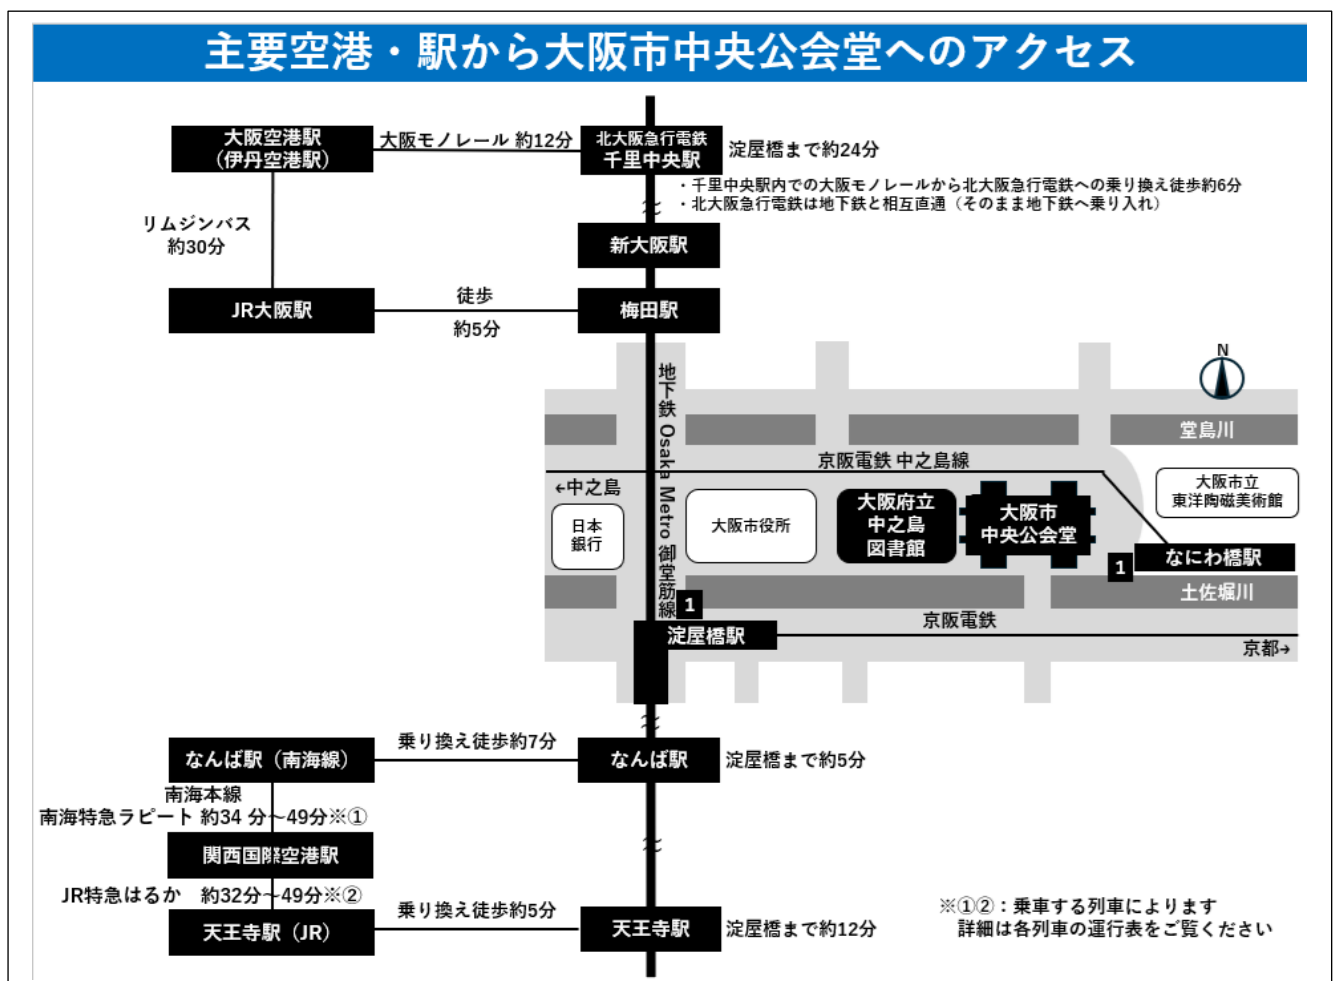 主要空港・駅から大阪市中央公会堂へのアクセス
大阪空港駅
（伊丹空港駅）
大阪モノレール 約12分
北大阪急行電鉄
千里中央駅
淀屋橋まで約24分
・千里中央駅内での大阪モノレールから北大阪急行電鉄への乗り換え徒歩約6分
・北大阪急行電鉄は地下鉄と相互直通（そのまま地下鉄へ乗り入れ）
リムジンバス
約30分
新大阪駅
JR大阪駅
徒歩
約5分
梅田駅
地下鉄 Osaka Metro 御堂筋線
N
堂島川
京阪電鉄 中之島線
←中之島
日本
銀行
大阪市役所
大阪府立
中之島
図書館
大阪市
中央公会堂
大阪市立
東洋陶磁美術館
なにわ橋駅
1
土佐堀川
1
淀屋橋駅
京阪電鉄
京都→
なんば駅（南海線）
乗り換え徒歩約7分
なんば駅
淀屋橋まで約5分
南海本線
南海特急ラピート 約34 分～49分※①
関西国際空港駅
JR特急はるか 約32分～49分※②
天王寺駅（JR）
乗り換え徒歩約5分
天王寺駅
淀屋橋まで約12分
※①②：乗車する列車によります
詳細は各列車の運行表をご覧ください